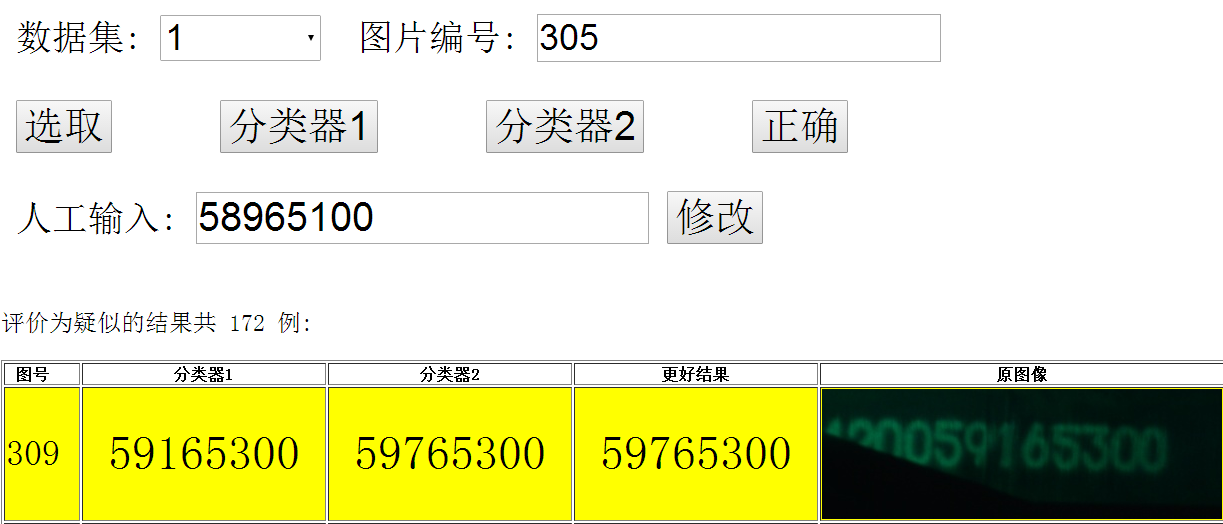 数据集: 1 图片编号: 305
选取 分类器1 分类器2 正确
人工输入: 58965100 修改
评价为疑似的结果共 172 例:
图号 分类器1 分类器2 更好结果 原图像
309 59165300 59765300 59765300 59165300